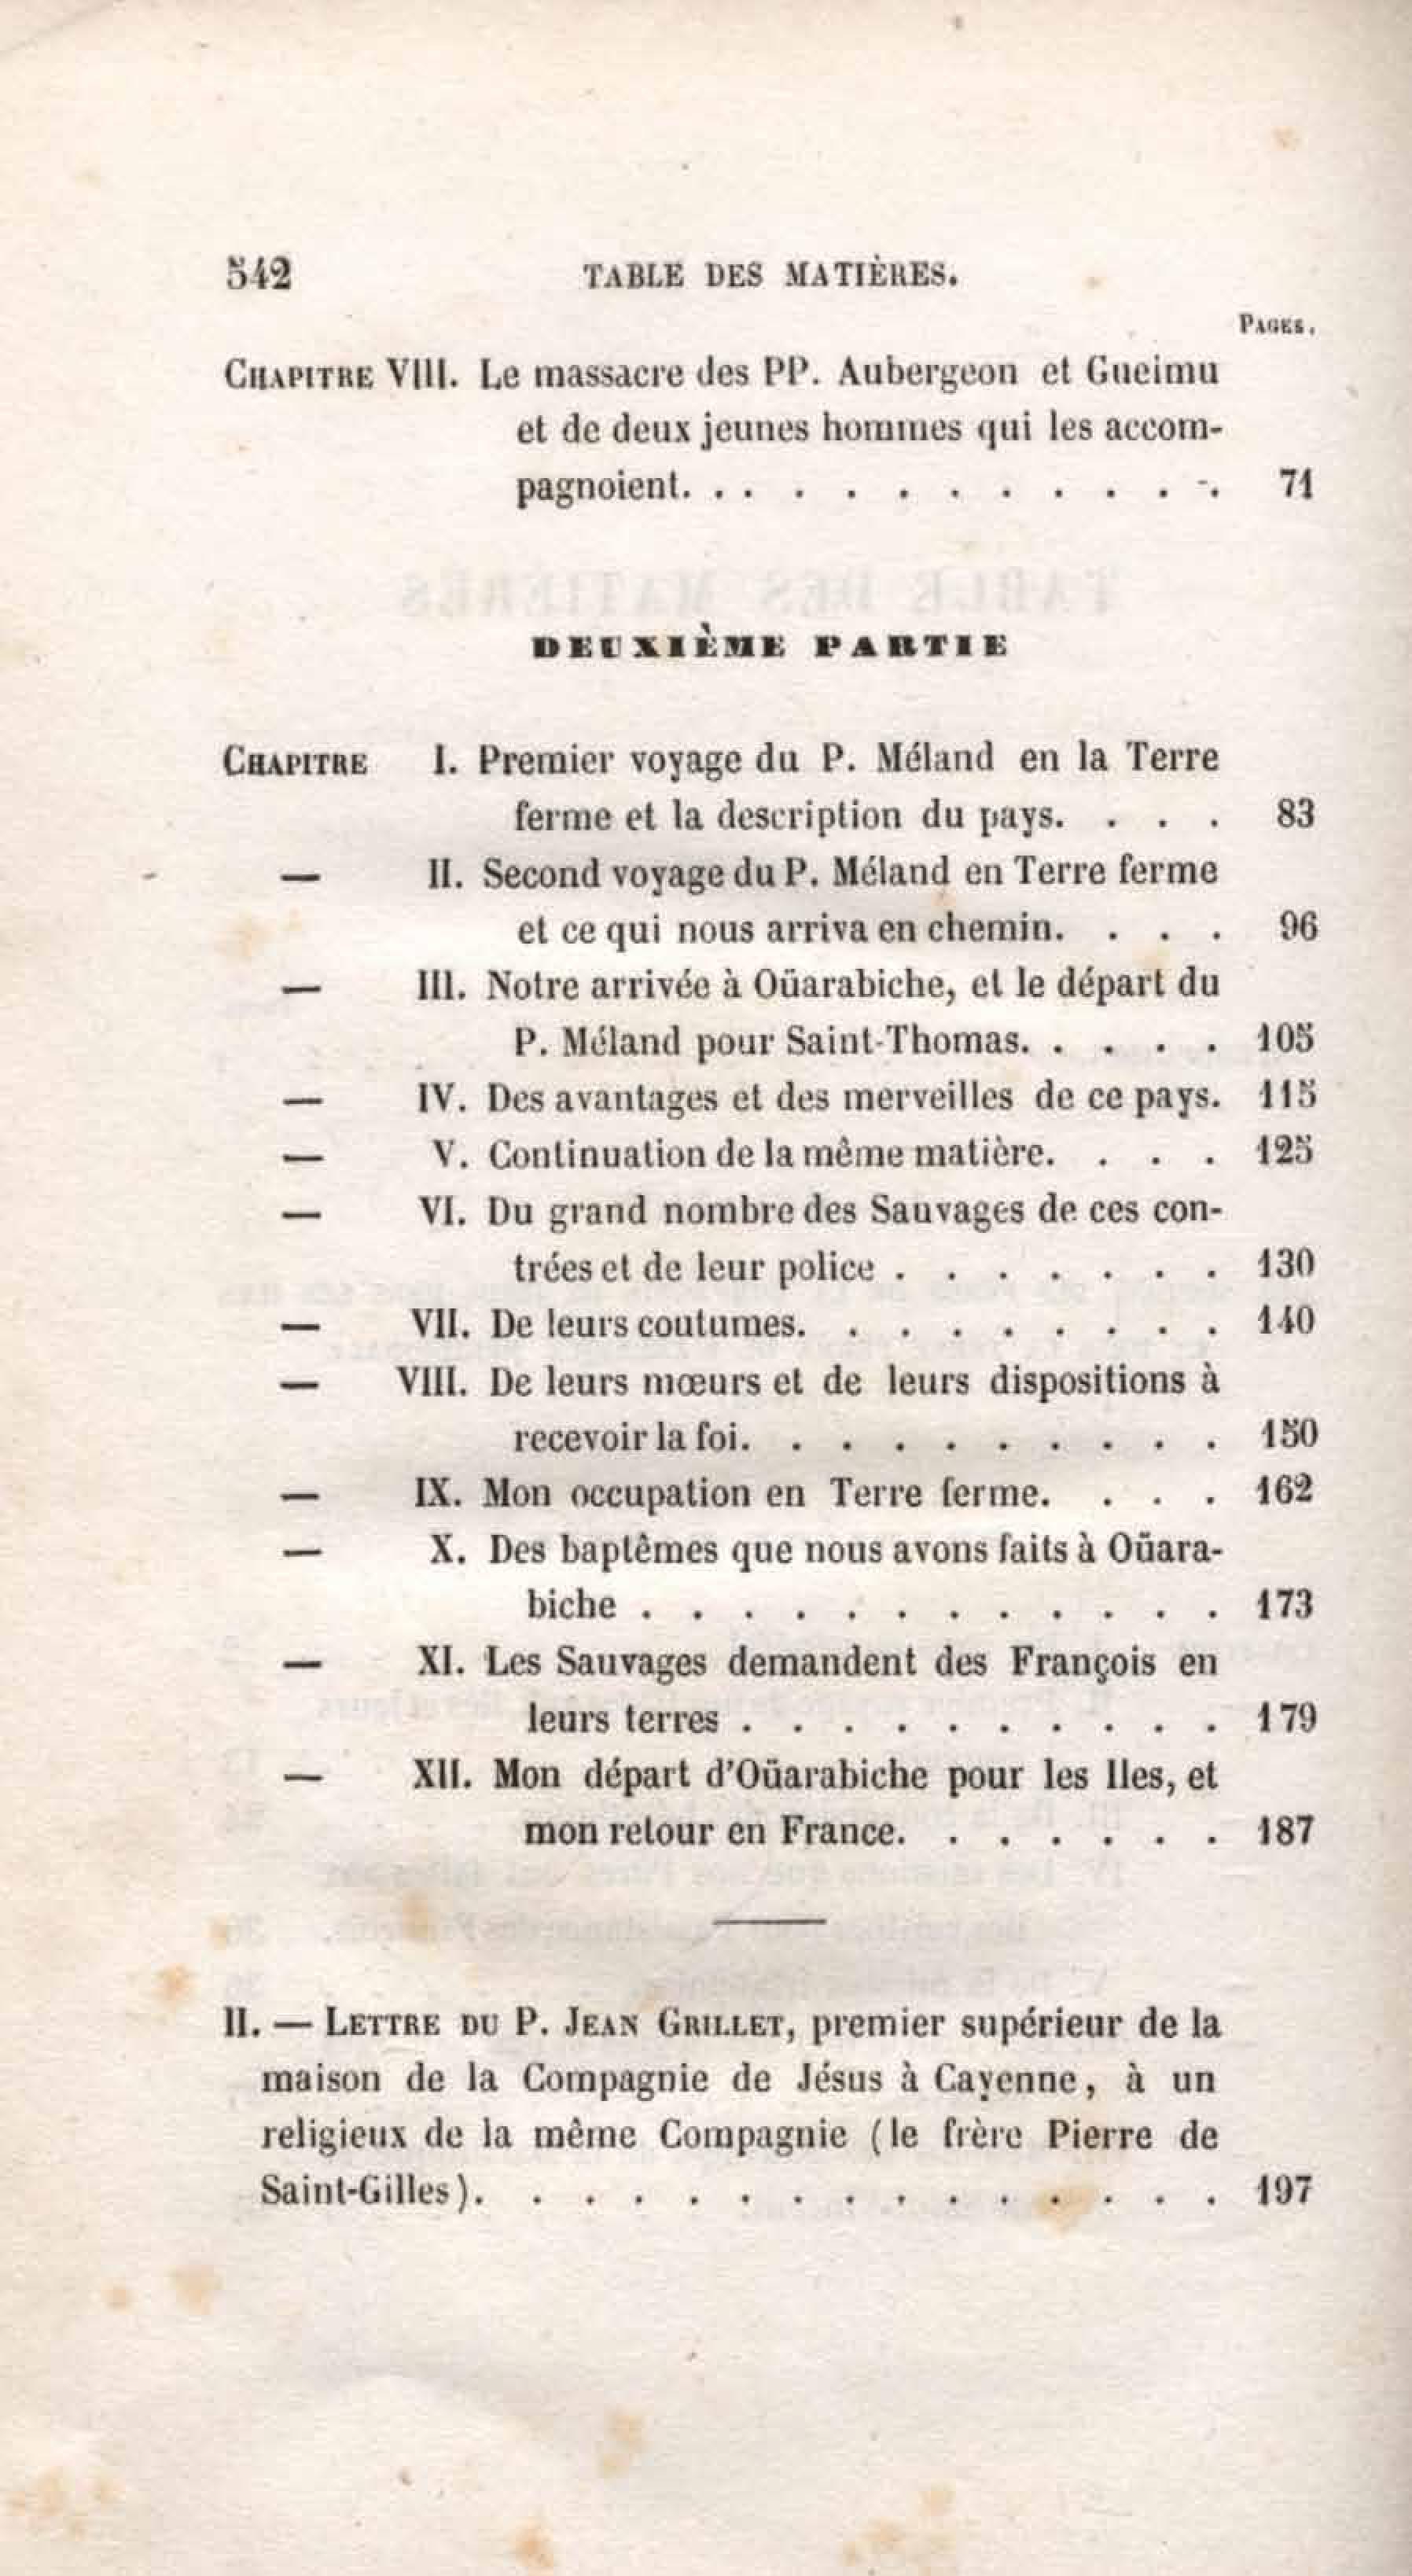 542 TABLE DES MATIÈRES.
PAGES.
CHAPITRE VIII. Le massacre des PP. Aubergeon et Gueimu
et de deux jeunes hommes qui les accom-
pagnoient. . . . . . . . . . . . -. 71
DEUXIÈME PARTIE
CHAPITRE I. Premier voyage du P. Méland en la Terre
ferme et la description du pays. . . . 83
— II. Second voyage du P. Méland en Terre ferme
et ce qui nous arriva en chemin. . . . 96
— III. Notre arrivée à Oüarabiche, et le départ du
P. Méland pour Saint-Thomas. . . . . 105
— IV. Des avantages et des merveilles de ce pays. 115
— V. Continuation de la même matière. . . . 125
— VI. Du grand nombre des Sauvages de ces con-
trées et de leur police . . . . . . . 130
— VII. De leurs coutumes. . . . . . . . . 140
— VIII. De leurs mœurs et de leurs dispositions à
recevoir la foi. . . . . . . . . . 150
— IX. Mon occupation en Terre ferme. . . . 162
— X. Des baptêmes que nous avons faits à Oüara-
biche . . . . . . . . . . . . 173
— XI. Les Sauvages demandent des François en
leurs terres . . . . . . . . . . 179
— XII. Mon départ d'Oüarabiche pour les Iles, et
mon retour en France. . . . . . . 187
II. — LETTRE DU P. JEAN GRILLET, premier supérieur de la
maison de la Compagnie de Jésus à Cayenne, à un
religieux de la même Compagnie (le frère Pierre de
Saint-Gilles). . . . . . . . . . . . . . . 197